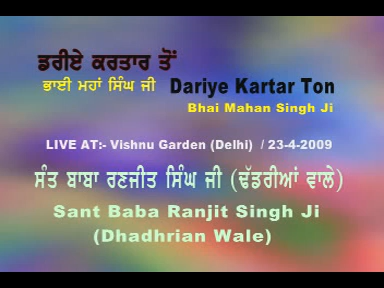 ਡਰੀਏ ਕਰਤਾਰ ਤੋਂ
ਭਾਈ ਮਹਾਂ ਸਿੰਘ ਜੀ
Dariye Kartar Ton
Bhai Mahan Singh Ji
LIVE AT:- Vishnu Garden (Delhi) / 23-4-2009
ਸੰਤ ਬਾਬਾ ਰਣਜੀਤ ਸਿੰਘ ਜੀ (ਢੱਡਰੀਆਂ ਵਾਲੇ)
Sant Baba Ranjit Singh Ji
(Dhadhrian Wale)